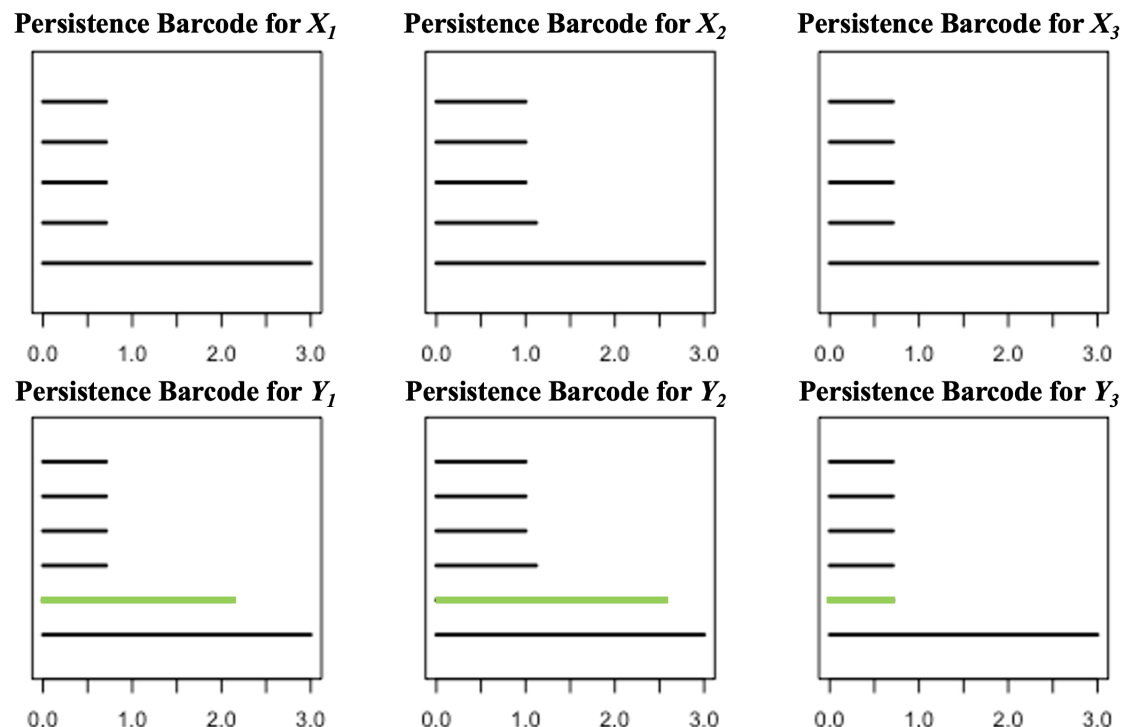 Persistence Barcode for X1
Persistence Barcode for X2
Persistence Barcode for X3
0.0 1.0 2.0 3.0
0.0 1.0 2.0 3.0
0.0 1.0 2.0 3.0
Persistence Barcode for Y1
Persistence Barcode for Y2
Persistence Barcode for Y3
0.0 1.0 2.0 3.0
0.0 1.0 2.0 3.0
0.0 1.0 2.0 3.0